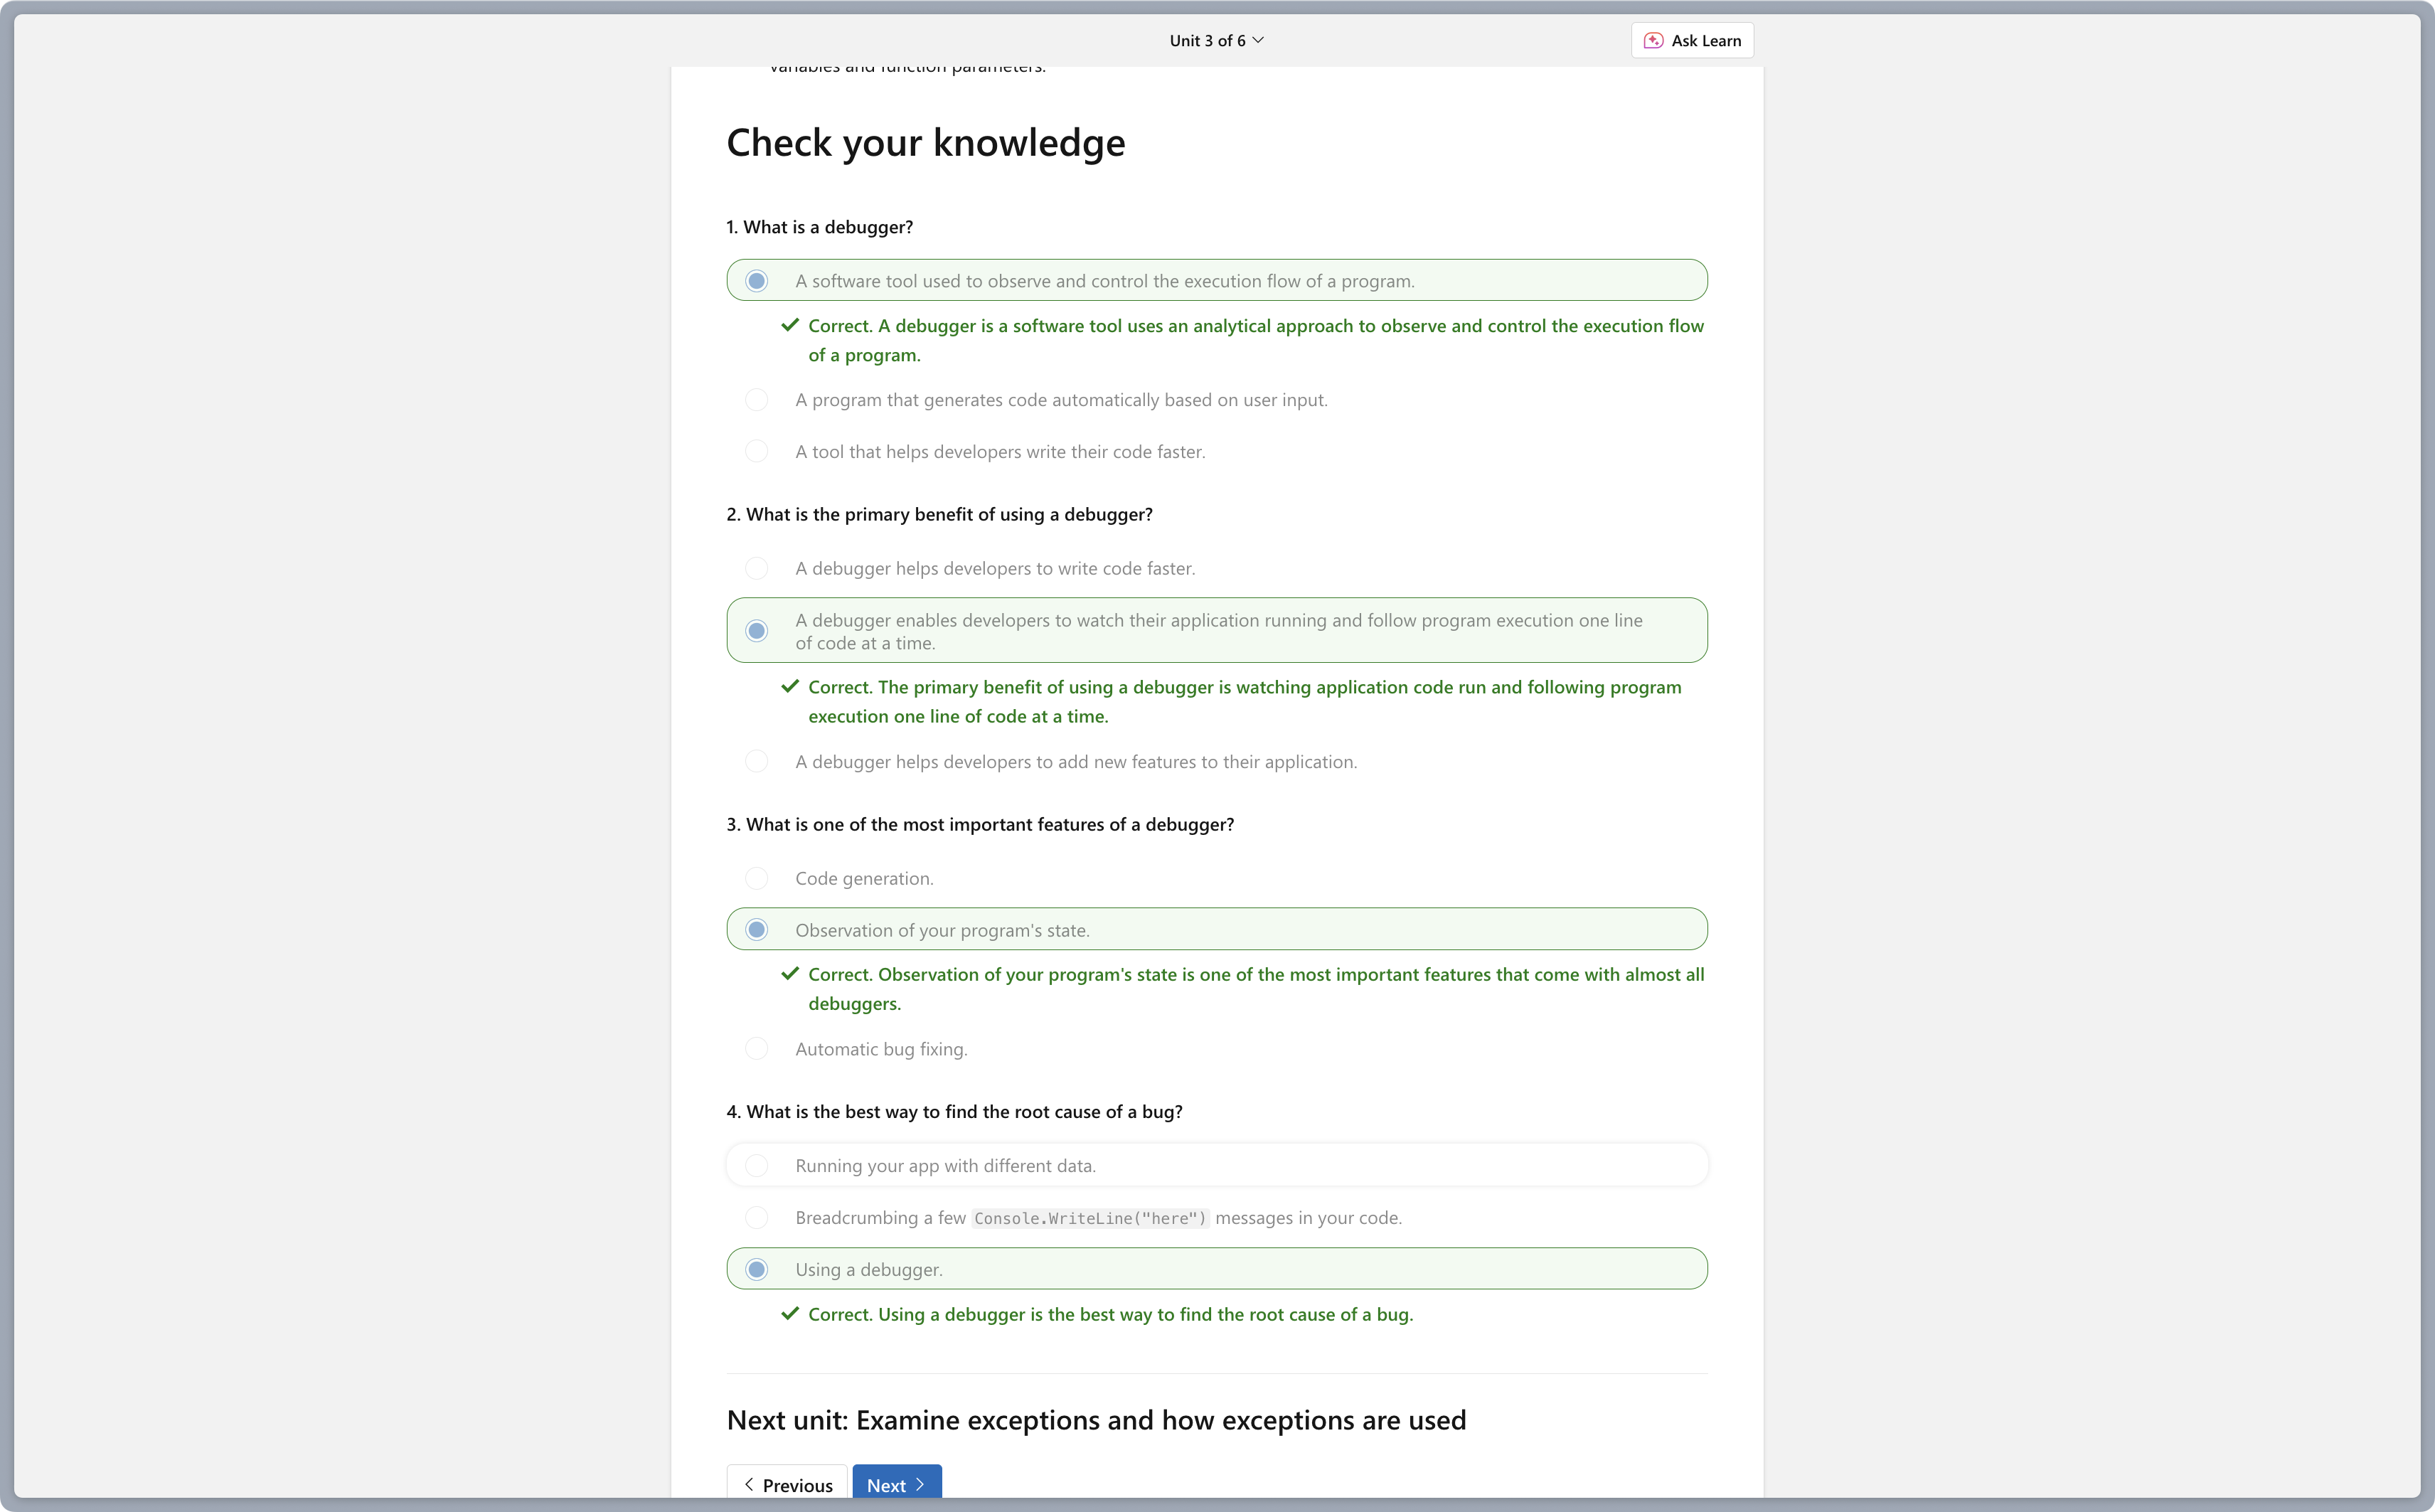 Unit 3 of 6
Ask Learn
variables and function parameters.
Check your knowledge
1. What is a debugger?
A software tool used to observe and control the execution flow of a program.
Correct. A debugger is a software tool uses an analytical approach to observe and control the execution flow
of a program.
A program that generates code automatically based on user input.
A tool that helps developers write their code faster.
2. What is the primary benefit of using a debugger?
A debugger helps developers to write code faster.
A debugger enables developers to watch their application running and follow program execution one line
of code at a time.
Correct. The primary benefit of using a debugger is watching application code run and following program
execution one line of code at a time.
A debugger helps developers to add new features to their application.
3. What is one of the most important features of a debugger?
Code generation.
Observation of your program's state.
Correct. Observation of your program's state is one of the most important features that come with almost all
debuggers.
Automatic bug fixing.
4. What is the best way to find the root cause of a bug?
Running your app with different data.
Breadcrumbing a few Console.WriteLine("here") messages in your code.
Using a debugger.
Correct. Using a debugger is the best way to find the root cause of a bug.
Next unit: Examine exceptions and how exceptions are used
Previous
Next